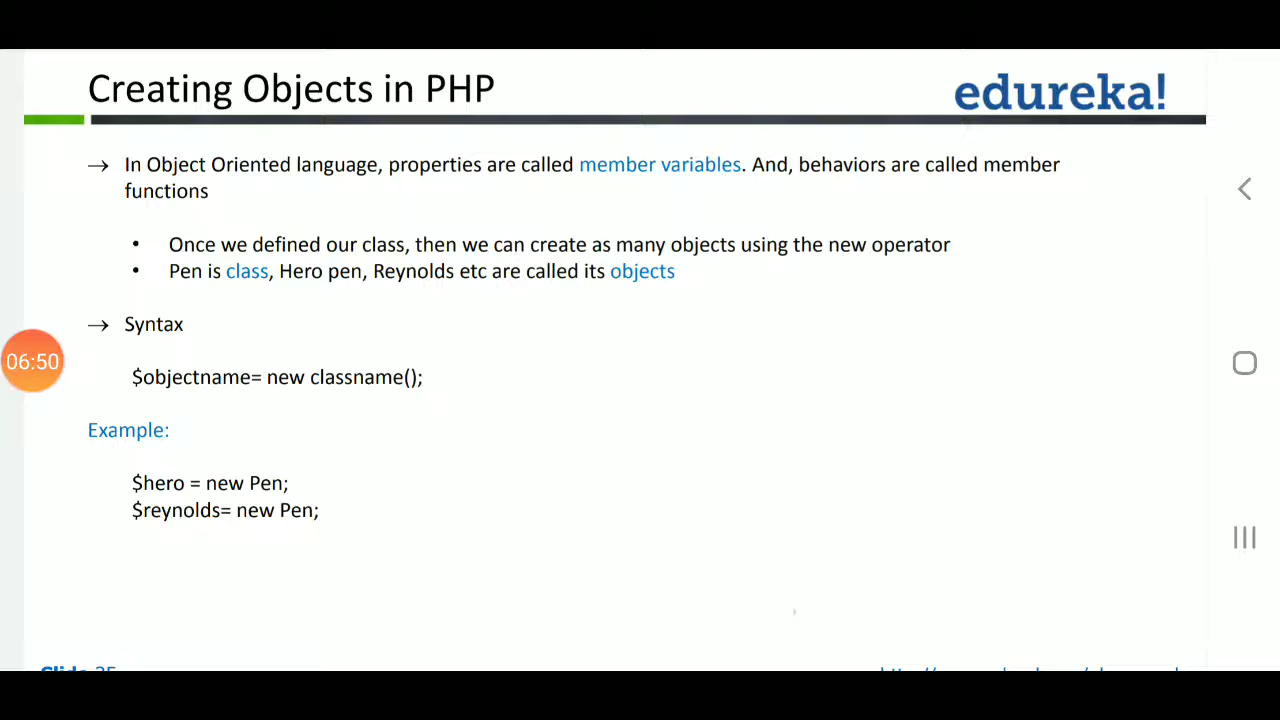 Creating Objects in PHP
edureka!
→ In Object Oriented language, properties are called member variables. And, behaviors are called member
functions
• Once we defined our class, then we can create as many objects using the new operator
• Pen is class, Hero pen, Reynolds etc are called its objects
→ Syntax
06:50
$objectname= new classname();
Example:
$hero = new Pen;
$reynolds= new Pen;